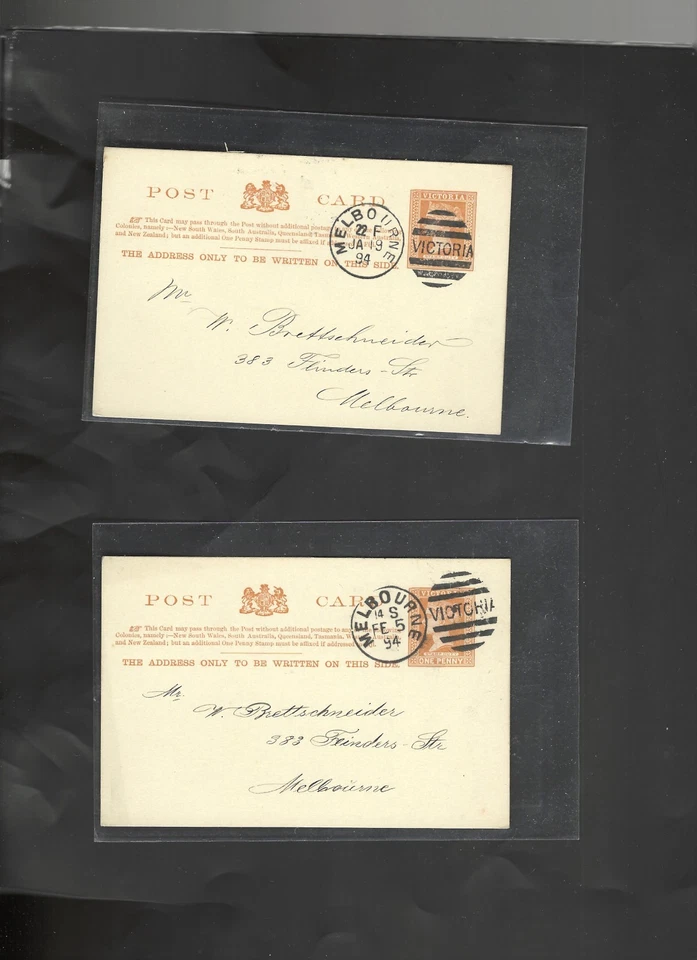 POST CARD
VICTORIA
This Card may pass through the Post without additional postage
Colonies, namely :—New South Wales, South Australia, Queensland,
and New Zealand; but an additional One Penny Stamp must be affixed if
THE ADDRESS ONLY TO BE WRITTEN ON THIS SIDE.
MELBOURNE
22 F
JA 19
94
VICTORIA
Mr
W. Brettschneider
383 Flinders-Str
Melbourne.
POST CARD
This Card may pass through the Post without additional postage to any
Colonies, namely :—New South Wales, South Australia, Queensland, Tasmania,
and New Zealand; but an additional One Penny Stamp must be affixed if addressed
THE ADDRESS ONLY TO BE WRITTEN ON THIS SIDE.
MELBOURNE
14 S
FE 5
94
VICTORIA
ONE PENNY
Mr.
W. Brettschneider
383 Flinders-Str
Melbourne